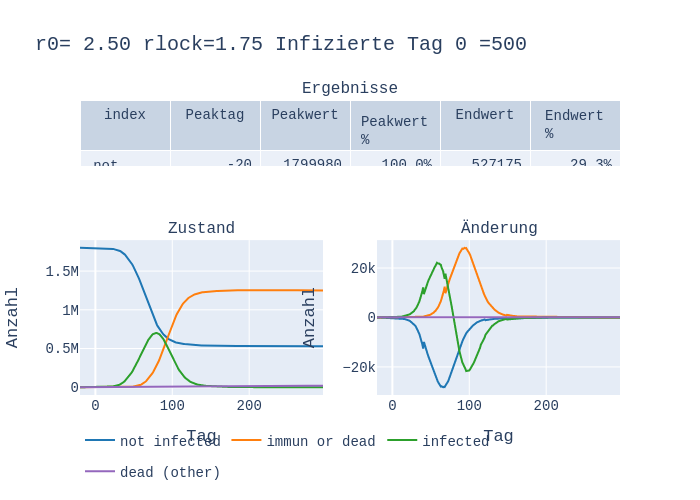 r0= 2.50 rlock=1.75 Infizierte Tag 0 =500
Ergebnisse
index Peaktag Peakwert Peakwert % Endwert Endwert %
not -20 1799980 100.0% 527175 29.3%
Zustand
Änderung
Anzahl
1.5M
1M
0.5M
0
0 100 200
Tag
Anzahl
20k
0
−20k
0 100 200
Tag
not infected immun or dead infected
dead (other)